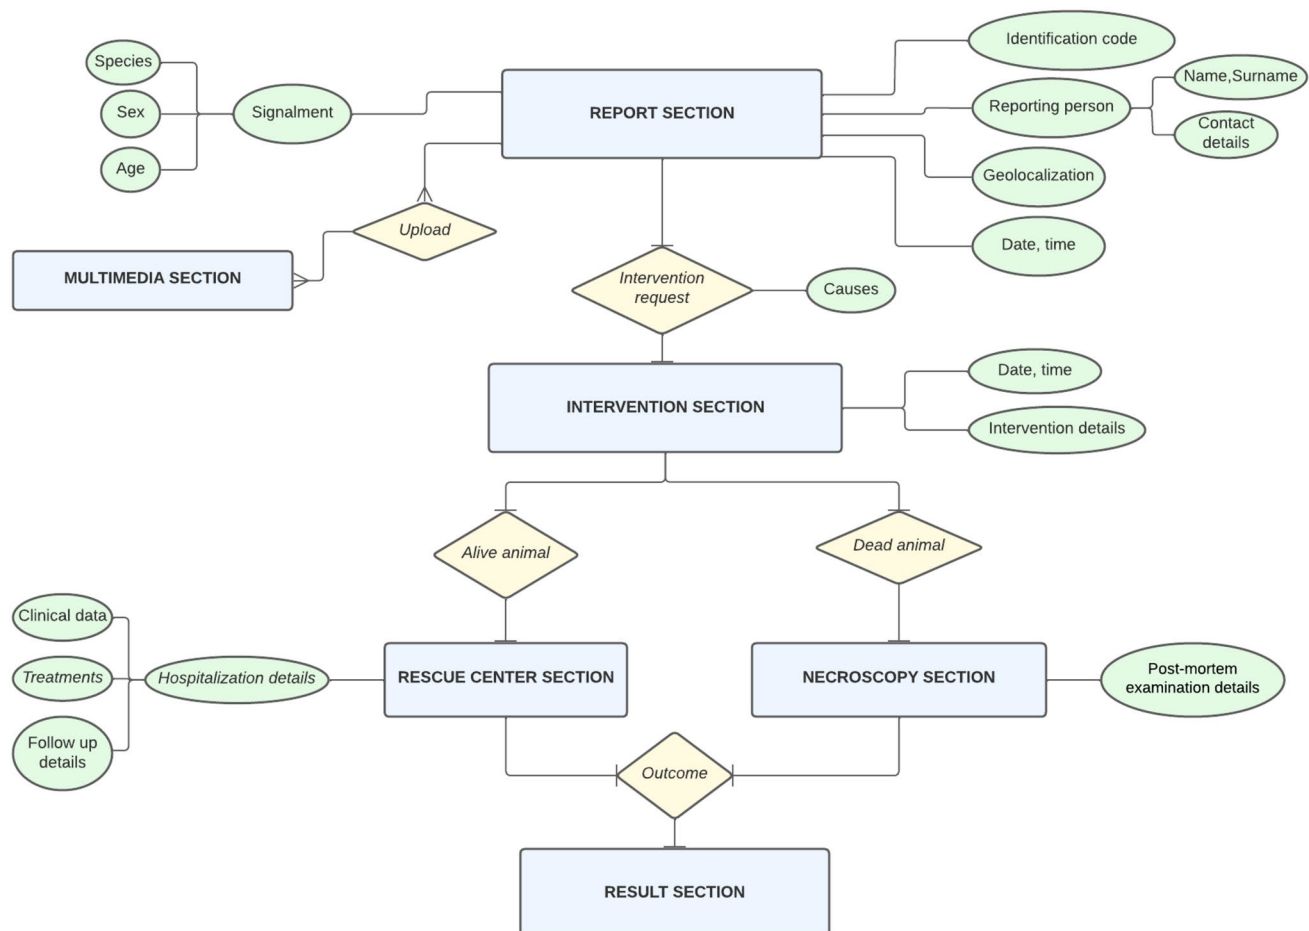 Species
Sex
Age
Signalment
REPORT SECTION
Identification code
Reporting person
Name,Surname
Contact
details
Geolocalization
Date, time
Upload
MULTIMEDIA SECTION
Intervention
request
Causes
INTERVENTION SECTION
Date, time
Intervention details
Alive animal
Dead animal
Clinical data
Treatments
Follow up
details
Hospitalization details
RESCUE CENTER SECTION
NECROSCOPY SECTION
Post-mortem
examination details
Outcome
RESULT SECTION